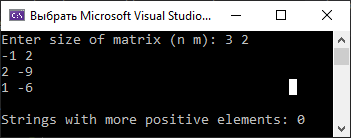 Выбрать Microsoft Visual Studio...
Enter size of matrix (n m): 3 2
-1 2
2 -9
1 -6
Strings with more positive elements: 0